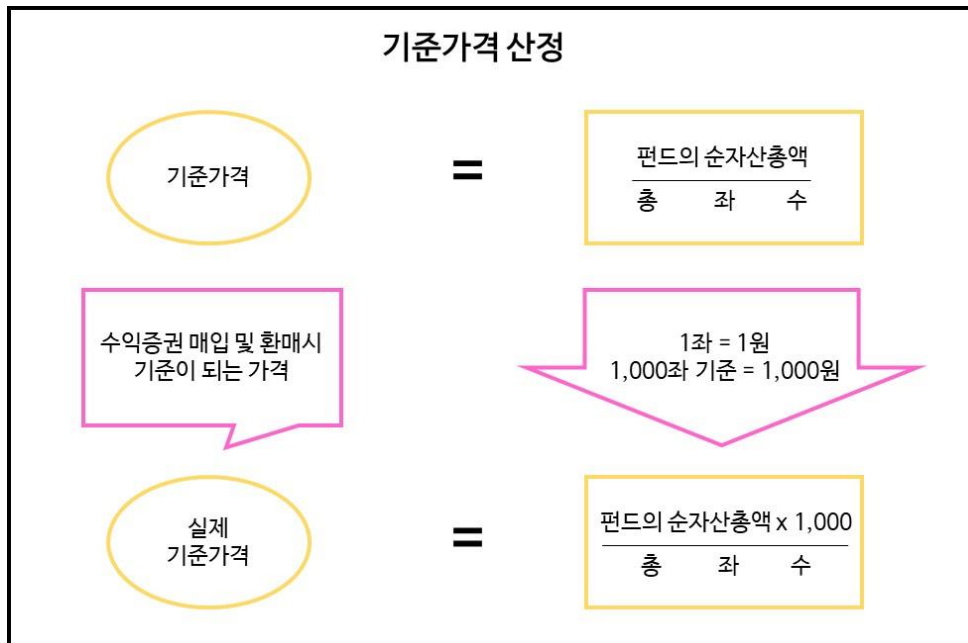 기준가격 산정
기준가격
=
펀드의 순자산총액
총 좌 수
수익증권 매입 및 환매시
기준이 되는 가격
1좌 = 1원
1,000좌 기준 = 1,000원
실제
기준가격
=
펀드의 순자산총액 x 1,000
총 좌 수